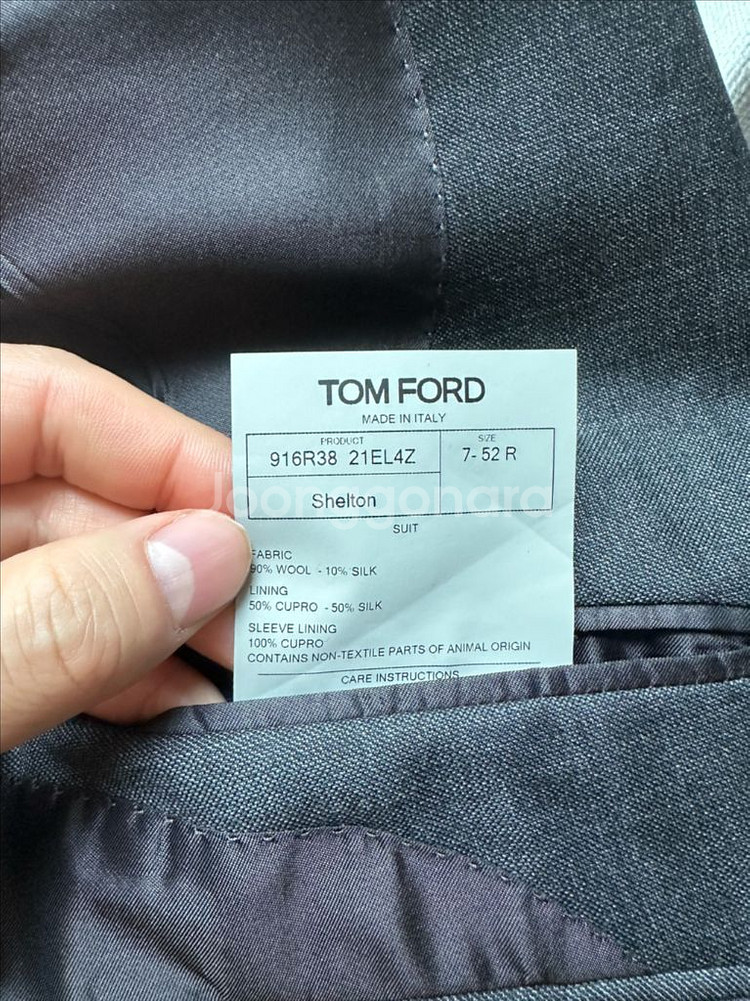 TOM FORD
MADE IN ITALY
PRODUCT
916R38 21EL4Z
SIZE
7- 52 R
Shelton
Joonggonara
SUIT
FABRIC
90% WOOL - 10% SILK
LINING
50% CUPRO - 50% SILK
SLEEVE LINING
100% CUPRO
CONTAINS NON-TEXTILE PARTS OF ANIMAL ORIGIN
CARE INSTRUCTIONS